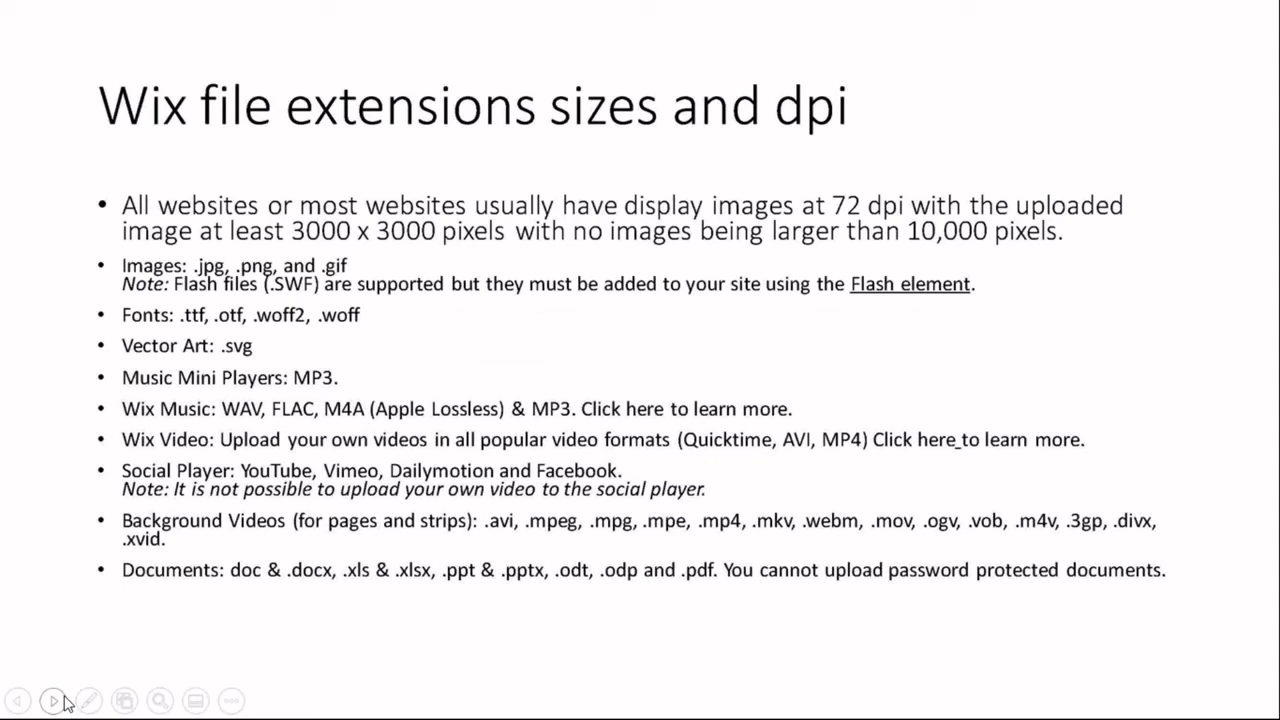 Wix file extensions sizes and dpi
• All websites or most websites usually have display images at 72 dpi with the uploaded
image at least 3000 x 3000 pixels with no images being larger than 10,000 pixels.
• Images: .jpg, .png, and .gif
Note: Flash files (.SWF) are supported but they must be added to your site using the Flash element.
• Fonts: .ttf, .otf, .woff2, .woff
• Vector Art: .svg
• Music Mini Players: MP3.
• Wix Music: WAV, FLAC, M4A (Apple Lossless) & MP3. Click here to learn more.
• Wix Video: Upload your own videos in all popular video formats (Quicktime, AVI, MP4) Click here to learn more.
• Social Player: YouTube, Vimeo, Dailymotion and Facebook.
Note: It is not possible to upload your own video to the social player.
• Background Videos (for pages and strips): .avi, .mpeg, .mpg, .mpe, .mp4, .mkv, .webm, .mov, .ogv, .vob, .m4v, .3gp, .divx,
.xvid.
• Documents: doc & .docx, .xls & .xlsx, .ppt & .pptx, .odt, .odp and .pdf. You cannot upload password protected documents.